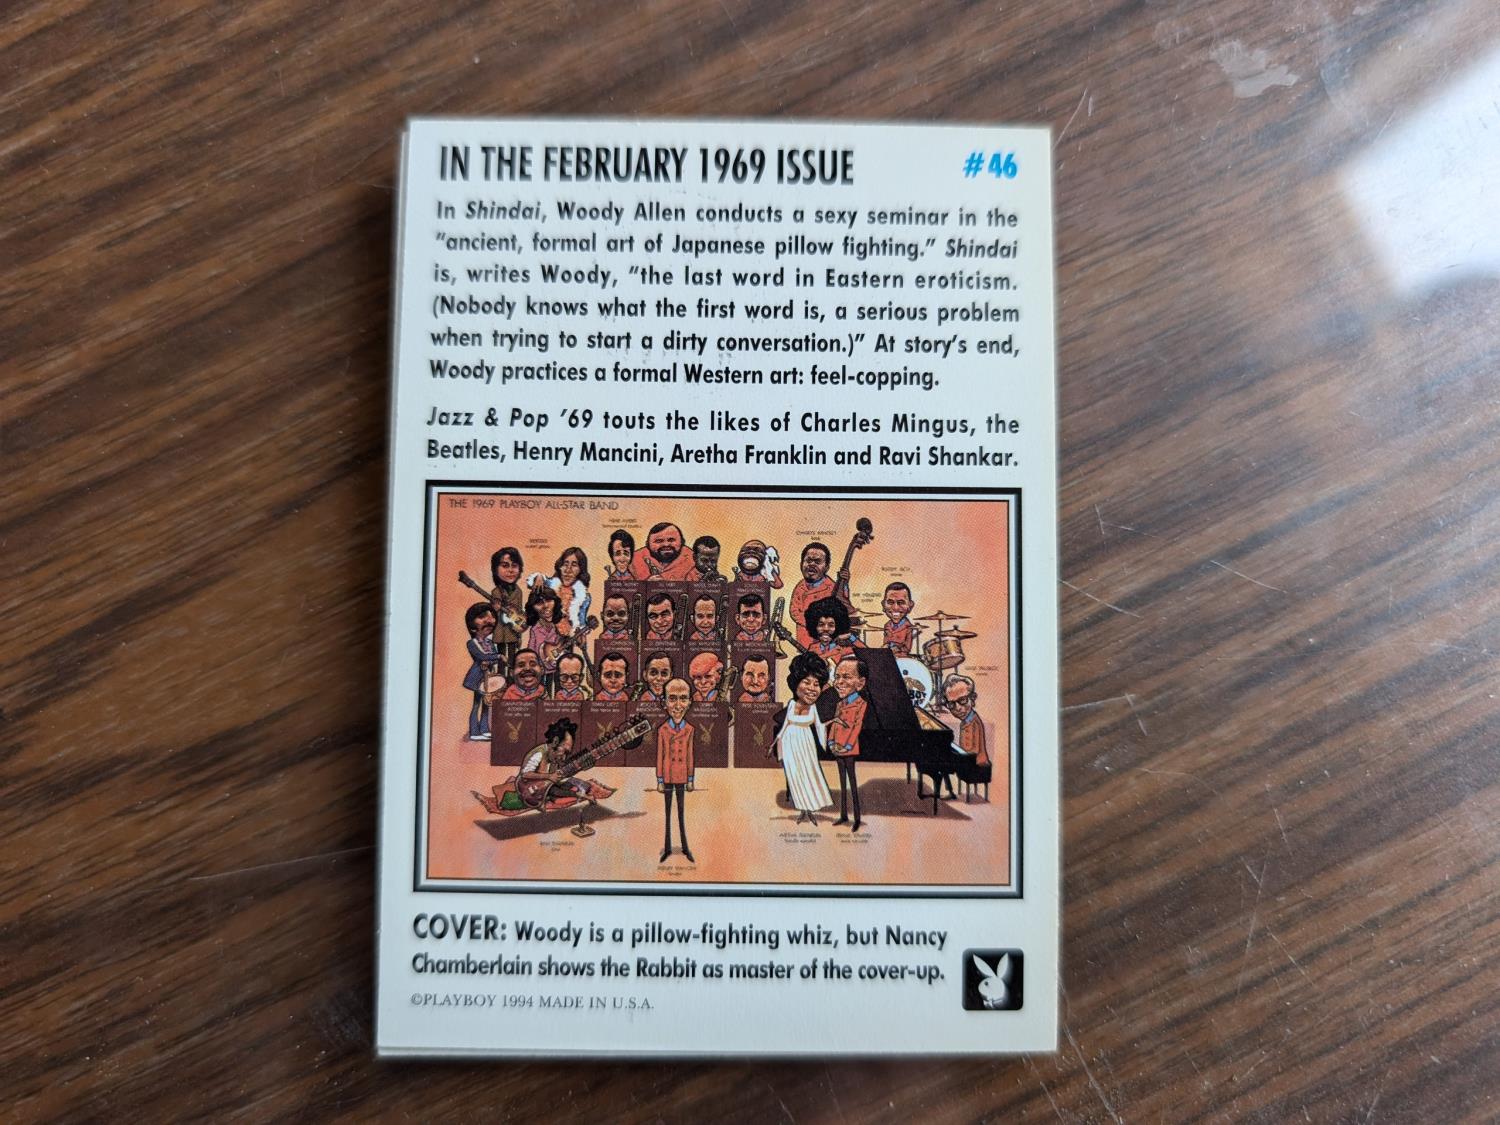 IN THE FEBRUARY 1969 ISSUE #46
In Shindai, Woody Allen conducts a sexy seminar in the
"ancient, formal art of Japanese pillow fighting." Shindai
is, writes Woody, "the last word in Eastern eroticism.
(Nobody knows what the first word is, a serious problem
when trying to start a dirty conversation.)" At story's end,
Woody practices a formal Western art: feel-copping.
Jazz & Pop '69 touts the likes of Charles Mingus, the
Beatles, Henry Mancini, Aretha Franklin and Ravi Shankar.
THE 1969 PLAYBOY ALL-STAR BAND
COVER: Woody is a pillow-fighting whiz, but Nancy
Chamberlain shows the Rabbit as master of the cover-up.
©PLAYBOY 1994 MADE IN U.S.A.